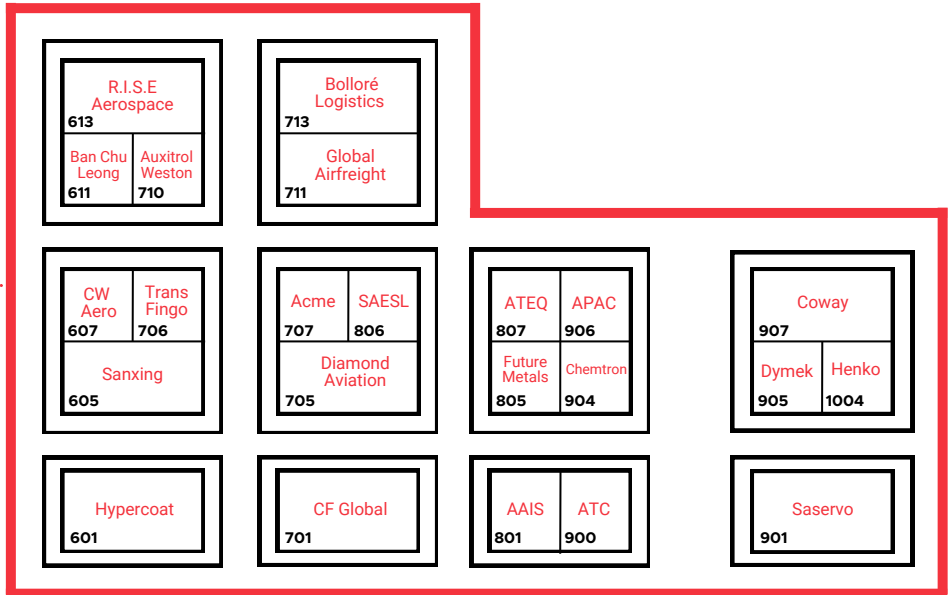 R.I.S.E
Aerospace
613
Ban Chu
Leong
611
Auxitrol
Weston
710
Bolloré
Logistics
713
Global
Airfreight
711
CW
Aero
607
Trans
Fingo
706
Sanxing
605
Acme
707
SAESL
806
Diamond
Aviation
705
ATEQ
807
APAC
906
Future
Metals
805
Chemtron
904
Coway
907
Dymek
905
Henko
1004
Hypercoat
601
CF Global
701
AAIS
801
ATC
900
Saservo
901